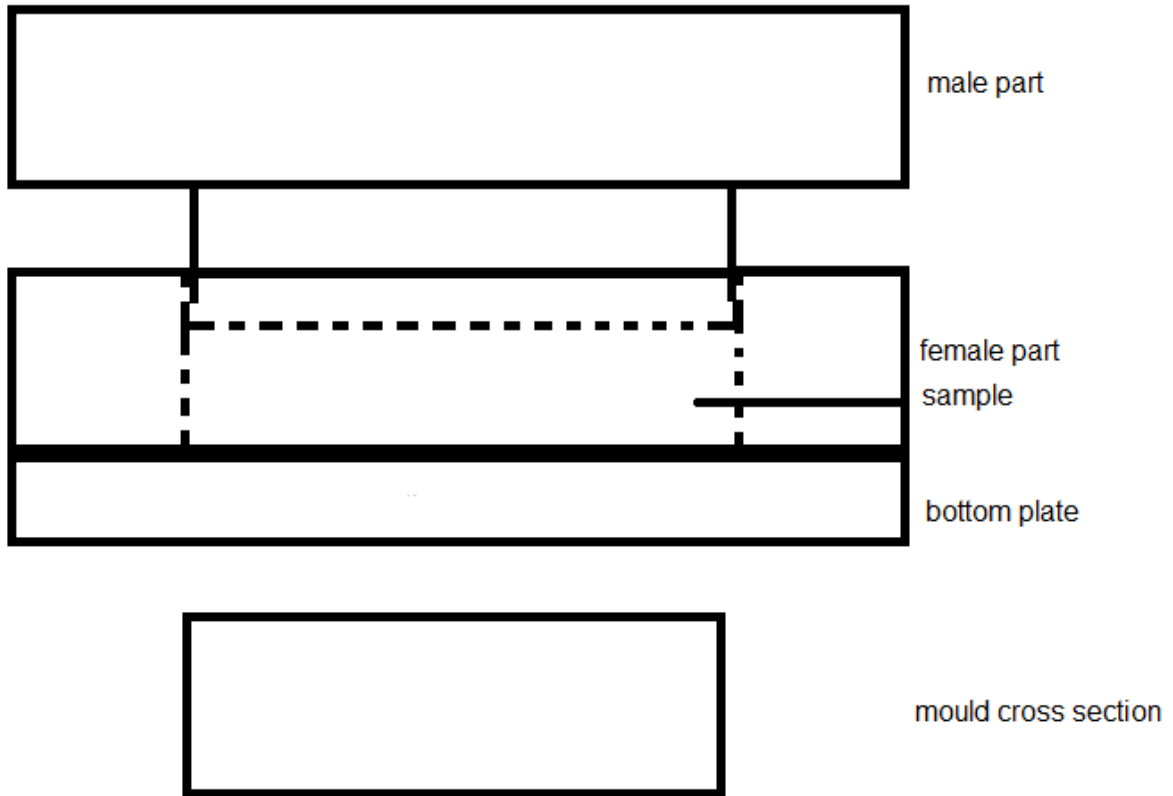 male part
female part
sample
bottom plate
mould cross section